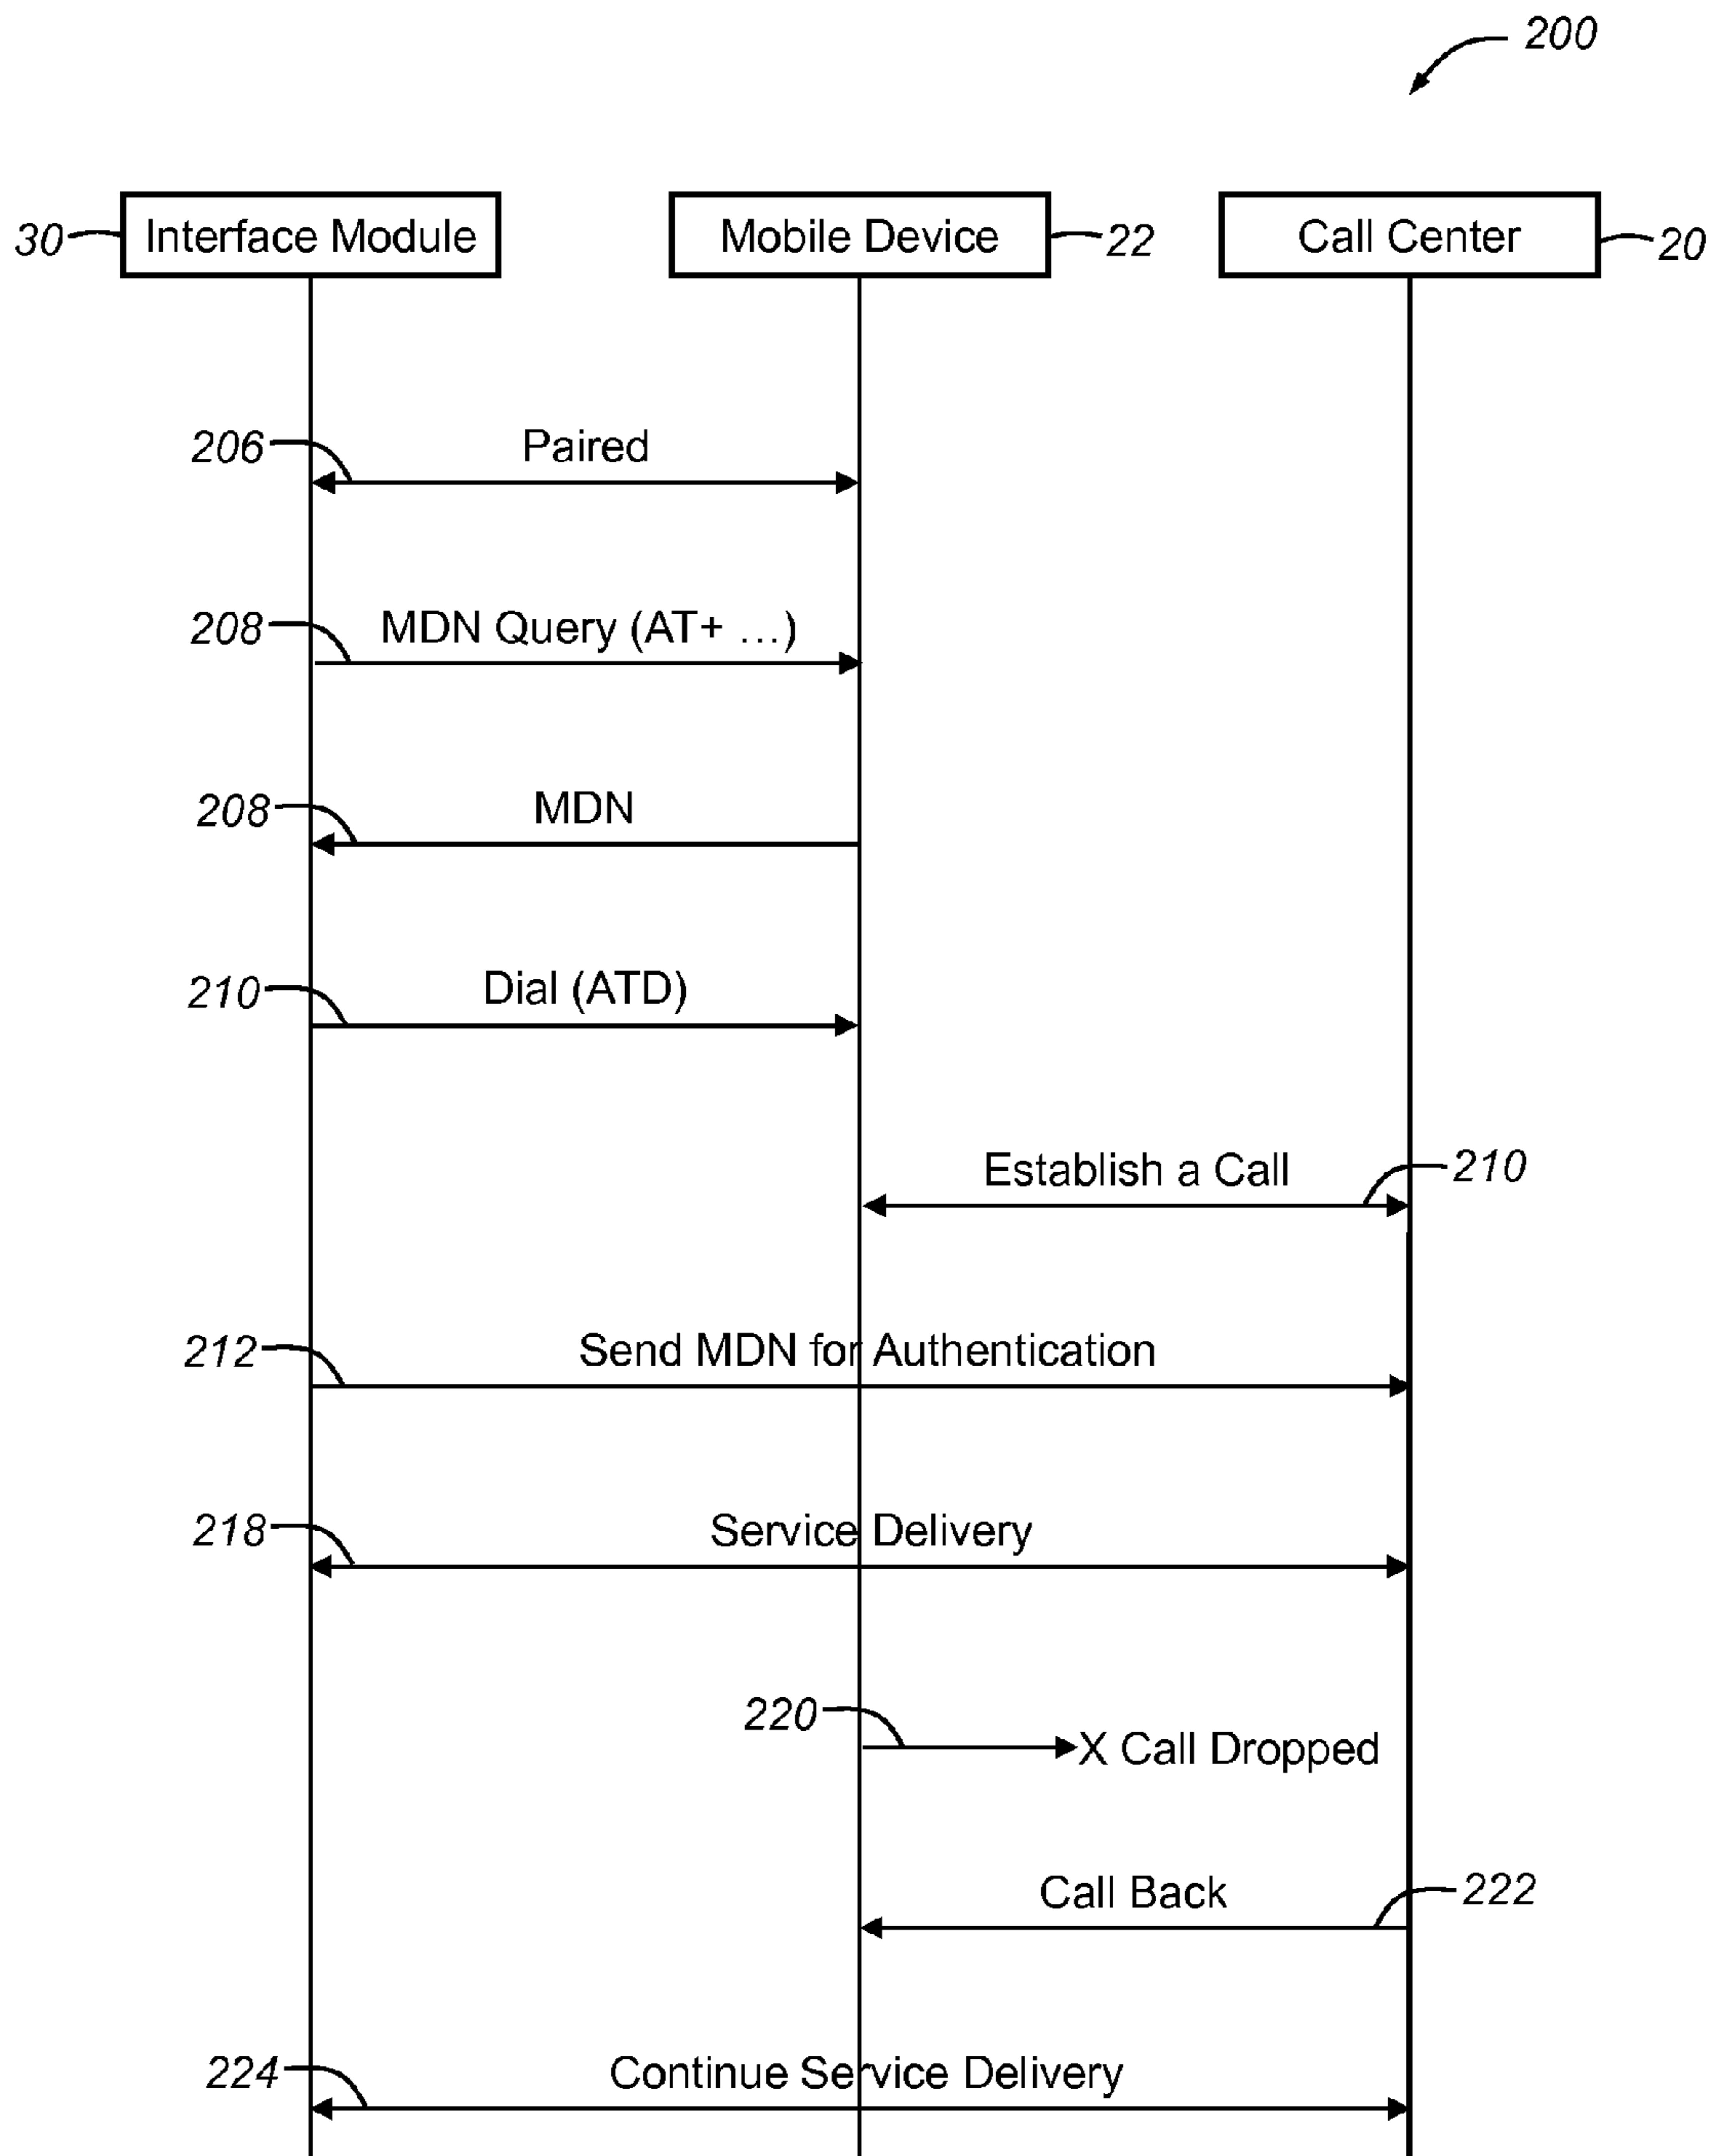 200
30 Interface Module Mobile Device 22 Call Center 20
206 Paired
208 MDN Query (AT+ ...)
208 MDN
210 Dial (ATD)
Establish a Call 210
212 Send MDN for Authentication
218 Service Delivery
220 X Call Dropped
Call Back 222
224 Continue Service Delivery